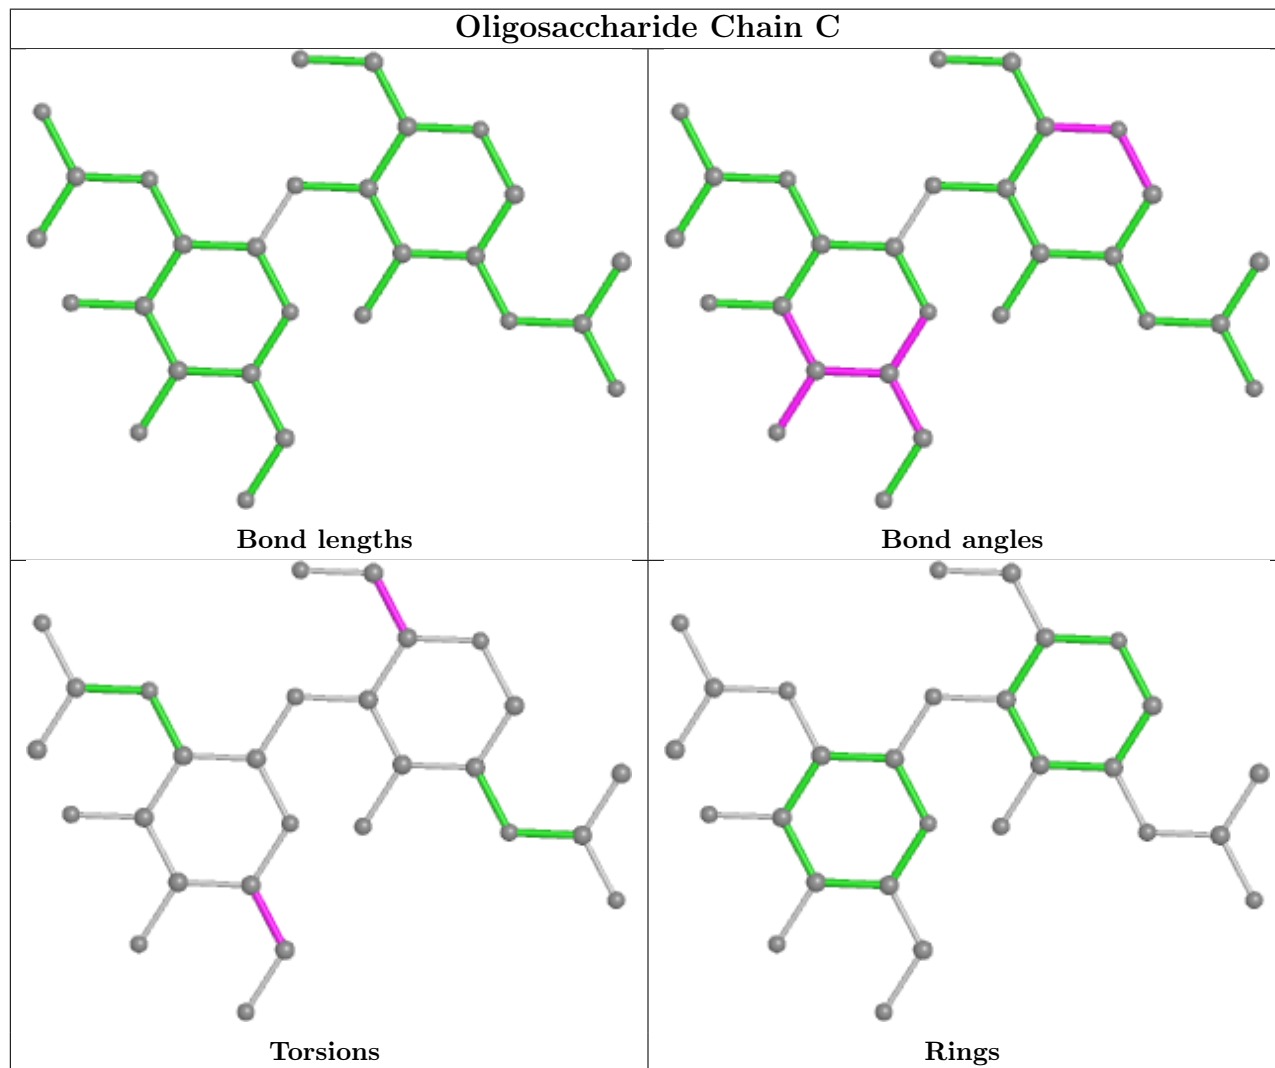 Oligosaccharide Chain C
Bond lengths
Bond angles
Torsions
Rings